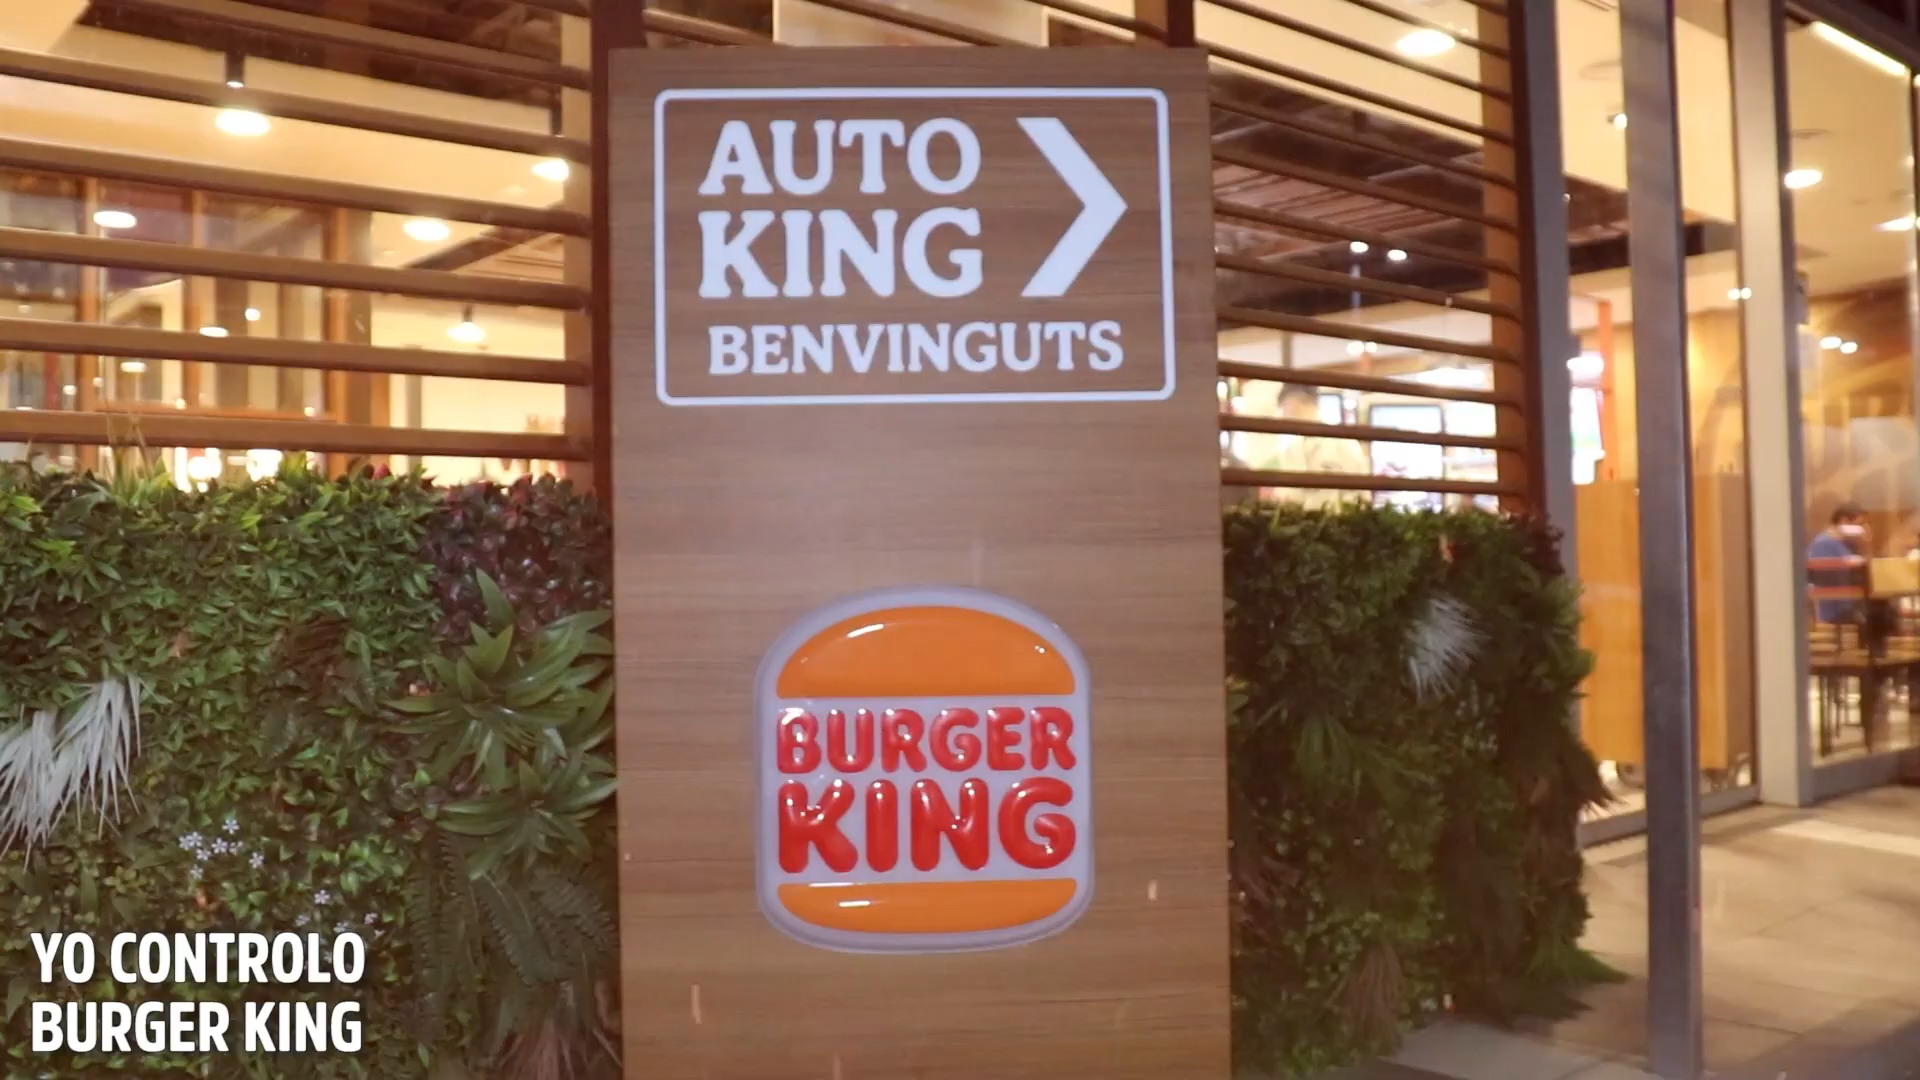 AUTO
KING
BENVINGUTS
BURGER
KING
YO CONTROLO
BURGER KING